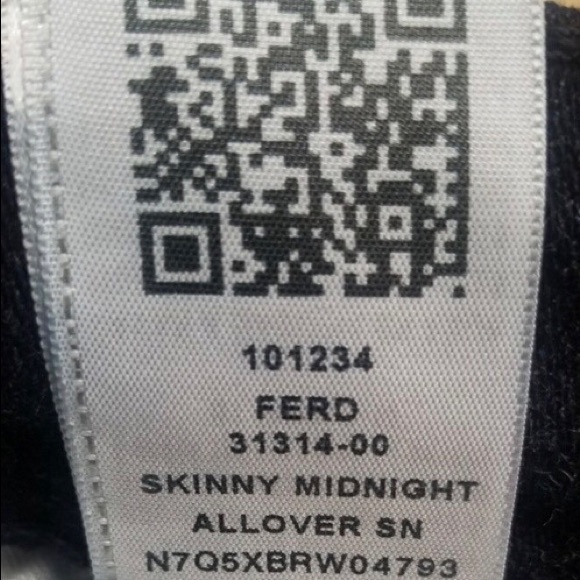 101234
FERD
31314-00
SKINNY MIDNIGHT
ALLOVER SN
N7Q5XBRW04793